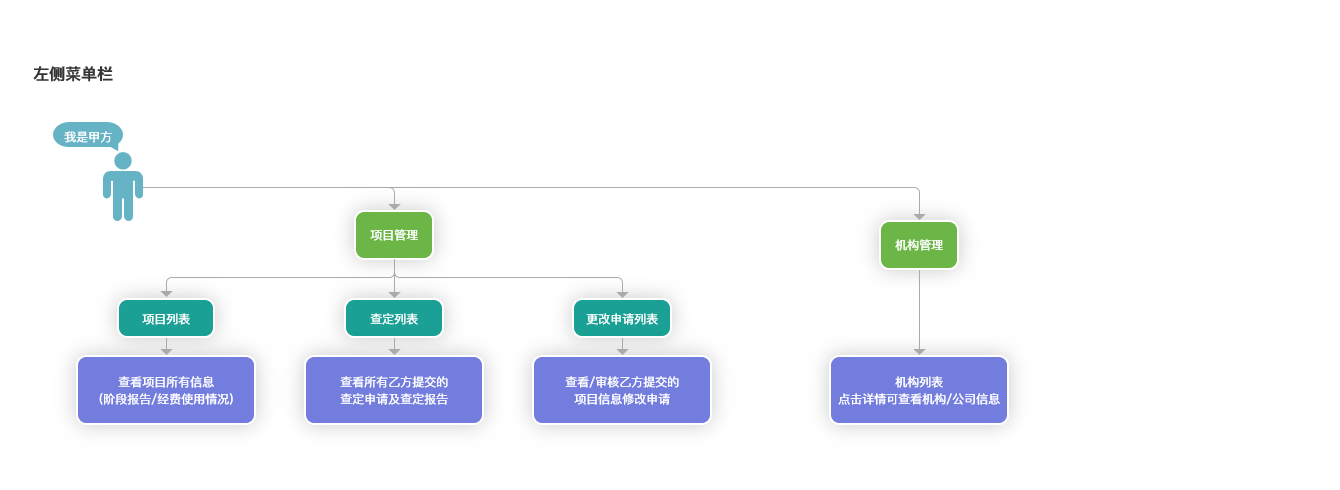 左侧菜单栏
我是甲方
项目管理
机构管理
项目列表
查定列表
更改申请列表
查看项目所有信息
（阶段报告/经费使用情况）
查看所有乙方提交的
查定申请及查定报告
查看/审核乙方提交的
项目信息修改申请
机构列表
点击详情可查看机构/公司信息